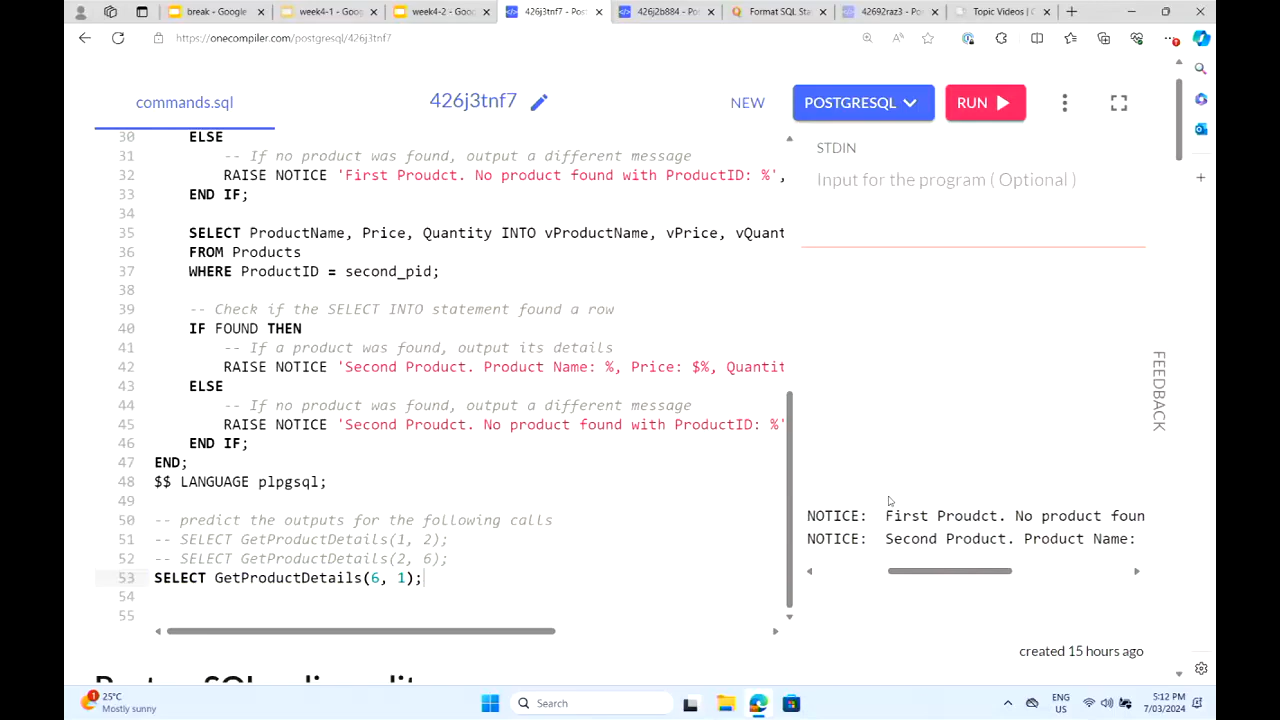 break - Google
week4-1 - Goog
week4-2 - Goo
426j3tnf7 - Pos
426j2b884 - Po
Format SQL Sta
42692raz3 - Po
Topic Videos | C
https://onecompiler.com/postgresql/426j3tnf7
commands.sql
426j3tnf7
NEW
POSTGRESQL
RUN
30 ELSE
31 -- If no product was found, output a different message
32 RAISE NOTICE 'First Proudct. No product found with ProductID: %',
33 END IF;
34
35 SELECT ProductName, Price, Quantity INTO vProductName, vPrice, vQuant
36 FROM Products
37 WHERE ProductID = second_pid;
38
39 -- Check if the SELECT INTO statement found a row
40 IF FOUND THEN
41 -- If a product was found, output its details
42 RAISE NOTICE 'Second Product. Product Name: %, Price: $%, Quantit
43 ELSE
44 -- If no product was found, output a different message
45 RAISE NOTICE 'Second Proudct. No product found with ProductID: %'
46 END IF;
47 END;
48 $$ LANGUAGE plpgsql;
49
50 -- predict the outputs for the following calls
51 -- SELECT GetProductDetails(1, 2);
52 -- SELECT GetProductDetails(2, 6);
53 SELECT GetProductDetails(6, 1);
54
55
STDIN
Input for the program ( Optional )
NOTICE: First Proudct. No product foun
NOTICE: Second Product. Product Name:
FEEDBACK
created 15 hours ago
1
25°C
Mostly sunny
Search
ENG
US
5:12 PM
7/03/2024